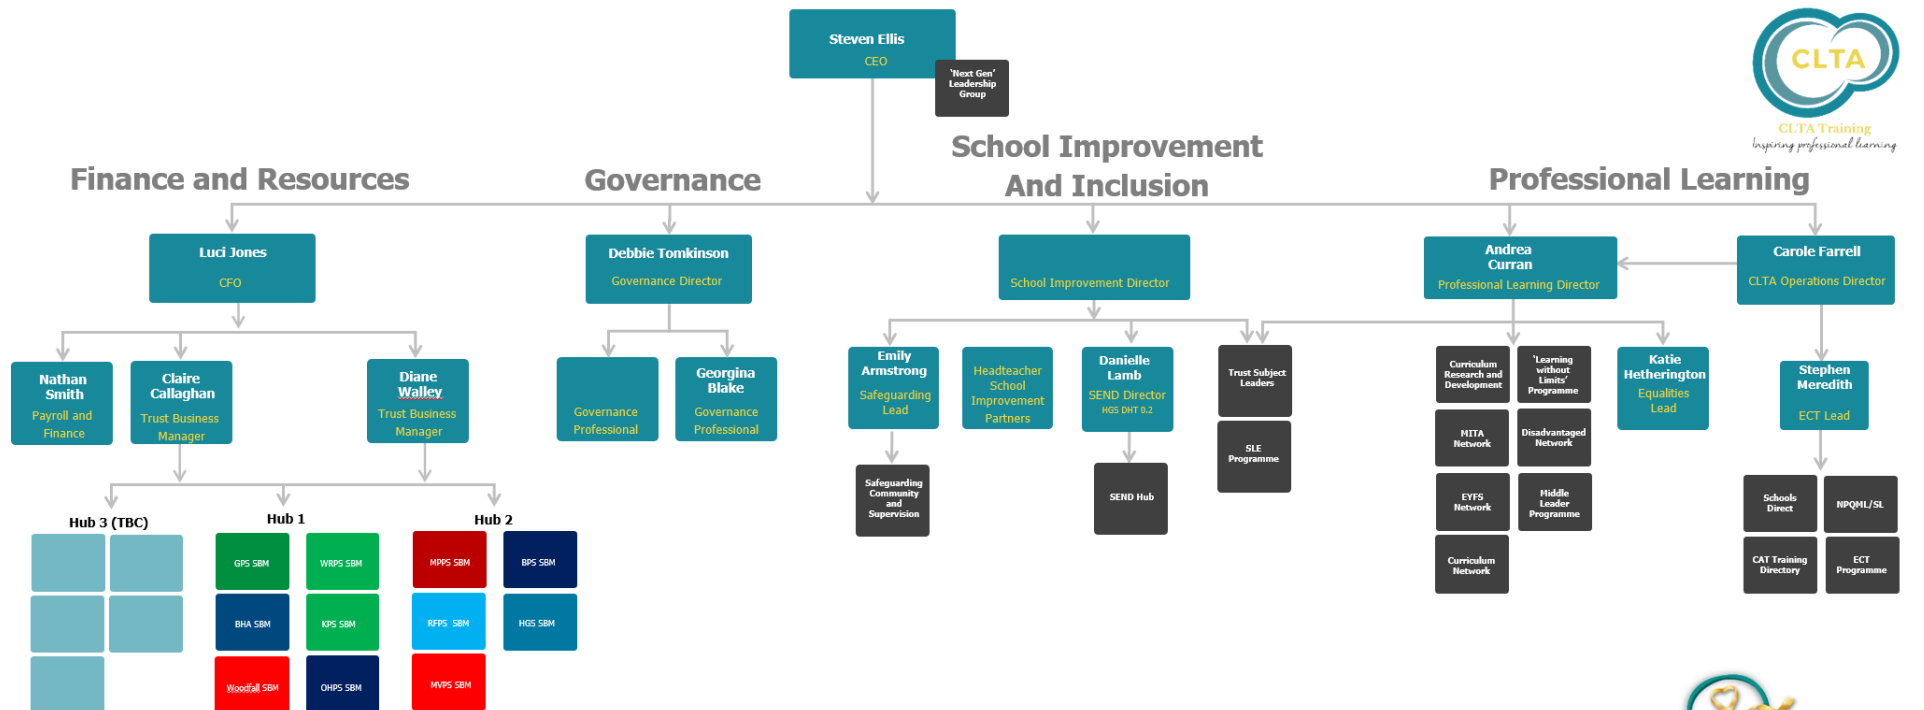 Steven Ellis
CEO
'Next Gen'
Leadership
Group
CLTA
CLTA Training
Inspiring professional learning
Finance and Resources
Governance
School Improvement
And Inclusion
Professional Learning
Luci Jones
CFO
Debbie Tomkinson
Governance Director
School Improvement Director
Andrea
Curran
Professional Learning Director
Carole Farrell
CLTA Operations Director
Nathan
Smith
Payroll and
Finance
Claire
Callaghan
Trust Business
Manager
Diane
Walley
Trust Business
Manager
Governance
Professional
Georgina
Blake
Governance
Professional
Emily
Armstrong
Safeguarding
Lead
Headteacher
School
Improvement
Partners
Danielle
Lamb
SEND Director
HGS DHT 0.2
Trust Subject
Leaders
SLE
Programme
Safeguarding
Community
and
Supervision
SEND Hub
Curriculum
Research and
Development
'Learning
without
Limits'
Programme
MITA
Network
Disadvantaged
Network
EYFS
Network
Middle
Leader
Programme
Curriculum
Network
Katie
Hetherington
Equalities
Lead
Stephen
Meredith
ECT Lead
Schools
Direct
NPQML/SL
CAT Training
Directory
ECT
Programme
Hub 3 (TBC)
Hub 1
Hub 2
GPS SBM
WRPS SBM
MPPS SBM
BPS SBM
BHA SBM
KPS SBM
RFPS SBM
HGS SBM
Woodfall SBM
OHPS SBM
MVPS SBM